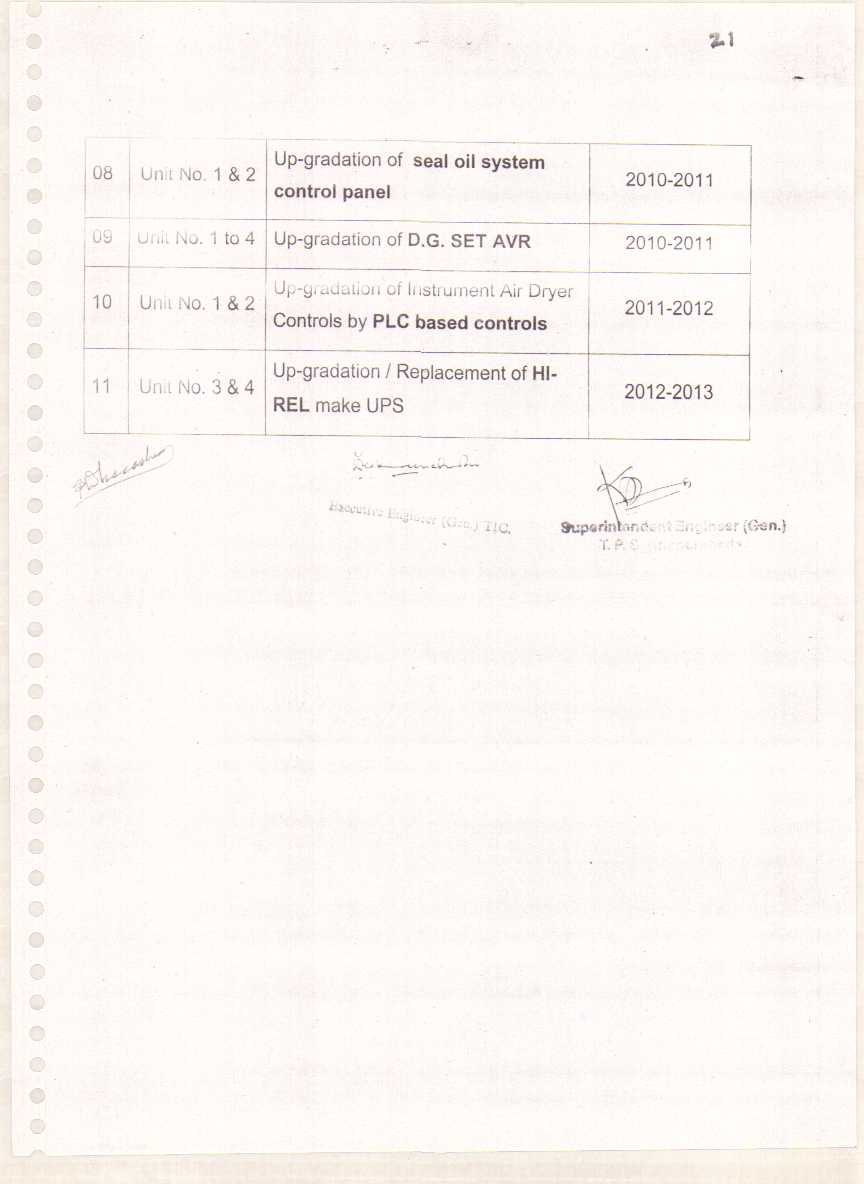 21
08 Unit No. 1 & 2 Up-gradation of seal oil system
control panel 2010-2011
09 Unit No. 1 to 4 Up-gradation of D.G. SET AVR 2010-2011
10 Unit No. 1 & 2 Up-gradation of Instrument Air Dryer
Controls by PLC based controls 2011-2012
11 Unit No. 3 & 4 Up-gradation / Replacement of HI-
REL make UPS 2012-2013
Executive Engineer (Gen.) TIC,
Superintendent Engineer (Gen.)
T. P. S.